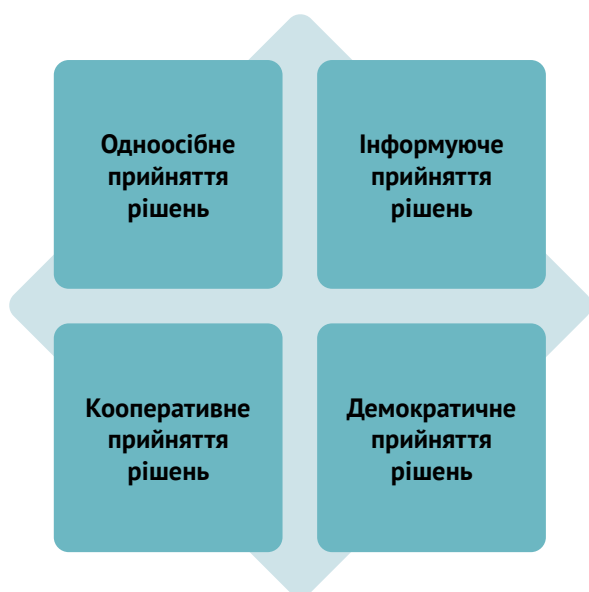 Одноосібне
прийняття
рішень
Інформуюче
прийняття
рішень
Кооперативне
прийняття
рішень
Демократичне
прийняття
рішень